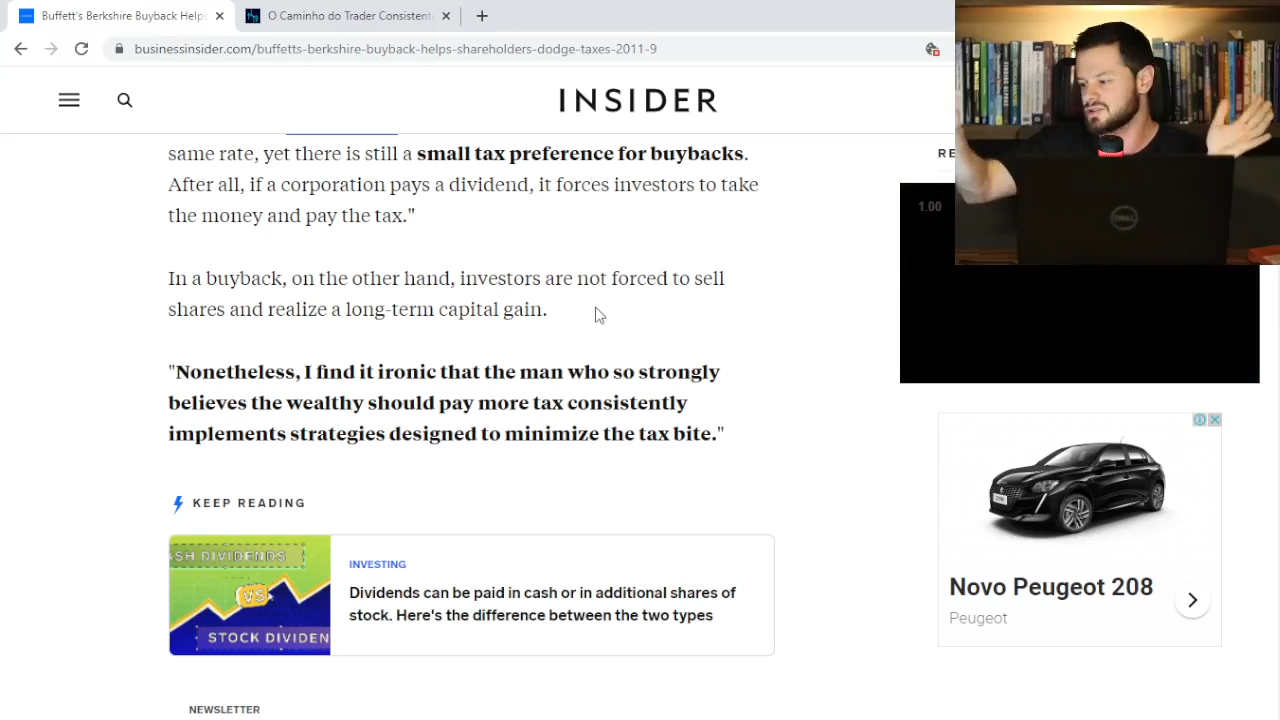 Buffett's Berkshire Buyback Helps
O Caminho do Trader Consistent
businessinsider.com/buffetts-berkshire-buyback-helps-shareholders-dodge-taxes-2011-9
INSIDER
same rate, yet there is still a small tax preference for buybacks.
After all, if a corporation pays a dividend, it forces investors to take
the money and pay the tax."
In a buyback, on the other hand, investors are not forced to sell
shares and realize a long-term capital gain.
"Nonetheless, I find it ironic that the man who so strongly
believes the wealthy should pay more tax consistently
implements strategies designed to minimize the tax bite."
KEEP READING
ASH DIVIDENDS
VS
STOCK DIVIDEN
INVESTING
Dividends can be paid in cash or in additional shares of
stock. Here's the difference between the two types
NEWSLETTER
RE
1.00
DELL
Novo Peugeot 208
Peugeot